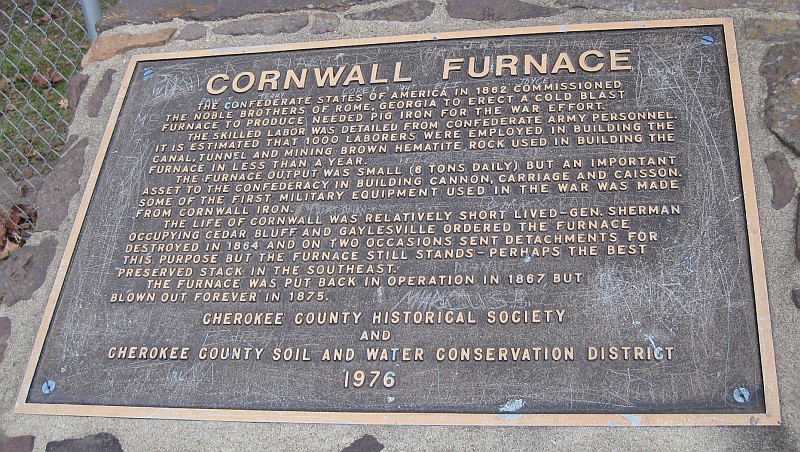 CORNWALL FURNACE
THE CONFEDERATE STATES OF AMERICA IN 1862 COMMISSIONED
THE NOBLE BROTHERS OF ROME, GEORGIA TO ERECT A COLD BLAST
FURNACE TO PRODUCE NEEDED PIG IRON FOR THE WAR EFFORT.
THE SKILLED LABOR WAS DETAILED FROM CONFEDERATE ARMY PERSONNEL.
IT IS ESTIMATED THAT 1000 LABORERS WERE EMPLOYED IN BUILDING THE
CANAL, TUNNEL AND MINING BROWN HEMATITE ROCK USED IN BUILDING THE
FURNACE IN LESS THAN A YEAR.
THE FURNACE OUTPUT WAS SMALL (6 TONS DAILY) BUT AN IMPORTANT
ASSET TO THE CONFEDERACY IN BUILDING CANNON, CARRIAGE AND CAISSON.
SOME OF THE FIRST MILITARY EQUIPMENT USED IN THE WAR WAS MADE
FROM CORNWALL IRON.
THE LIFE OF CORNWALL WAS RELATIVELY SHORT LIVED-GEN. SHERMAN
OCCUPYING CEDAR BLUFF AND GAYLESVILLE ORDERED THE FURNACE
DESTROYED IN 1864 AND ON TWO OCCASIONS SENT DETACHMENTS FOR
THIS PURPOSE BUT THE FURNACE STILL STANDS-PERHAPS THE BEST
PRESERVED STACK IN THE SOUTHEAST.
THE FURNACE WAS PUT BACK IN OPERATION IN 1867 BUT
BLOWN OUT FOREVER IN 1875.
CHEROKEE COUNTY HISTORICAL SOCIETY
AND
CHEROKEE COUNTY SOIL AND WATER CONSERVATION DISTRICT
1976